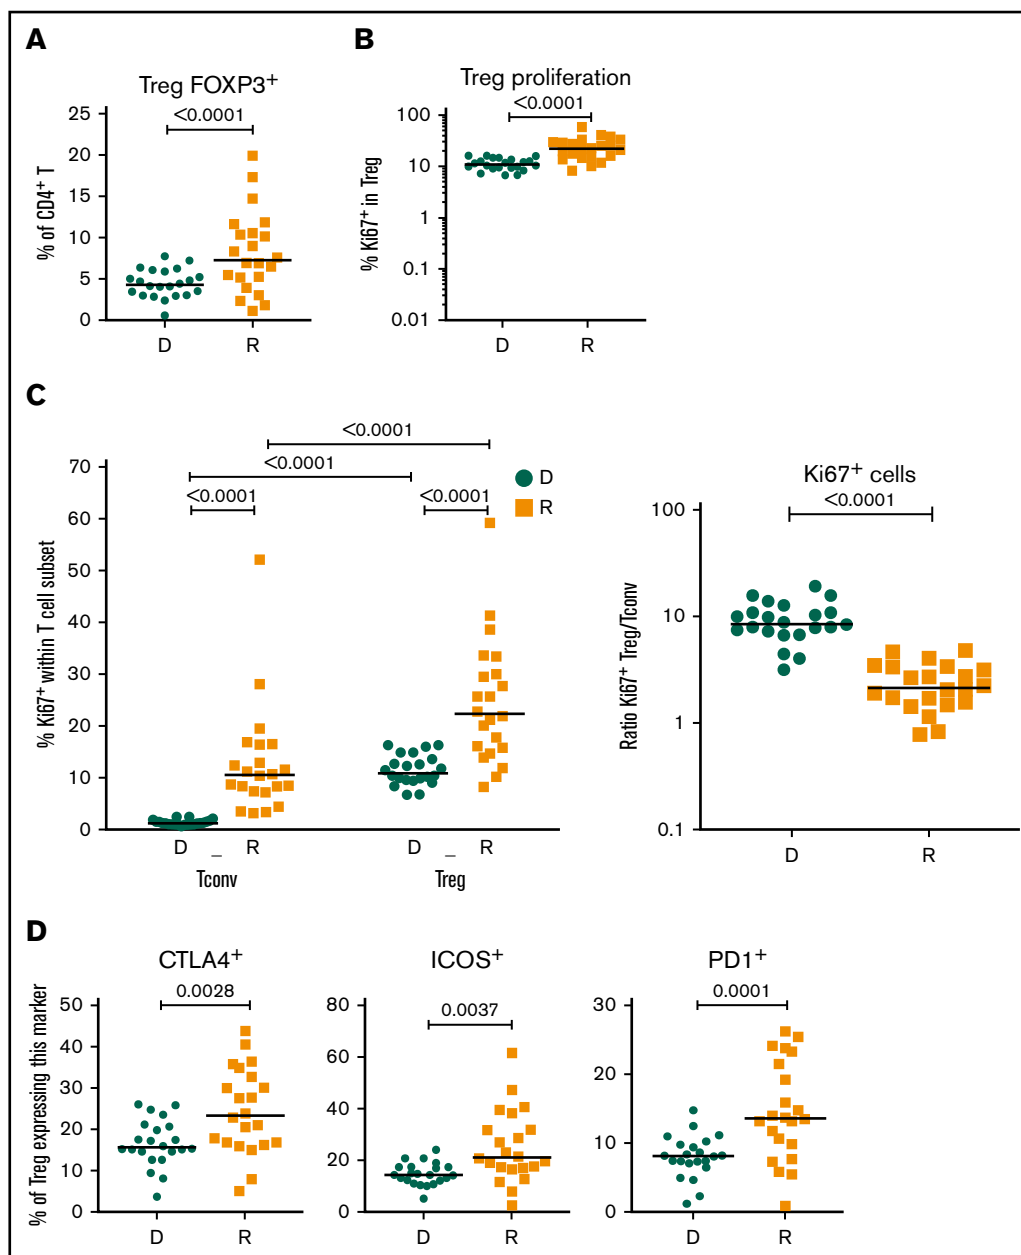 A
Treg FOXP3+
<0.0001
% of CD4+ T
25
20
15
10
5
0
D R
B
Treg proliferation
<0.0001
% Ki67+ in Treg
100
10
1
0.1
0.01
D R
C
<0.0001
<0.0001
<0.0001 <0.0001
D
R
% Ki67+ within T cell subset
70
60
50
40
30
20
10
0
D _ R D _ R
Tconv Treg
Ki67+ cells
<0.0001
Ratio Ki67+ Treg/Tconv
100
10
1
0.1
D R
D
CTLA4+
0.0028
% of Treg expressing this marker
50
40
30
20
10
0
D R
ICOS+
0.0037
80
60
40
20
0
D R
PD1+
0.0001
30
20
10
0
D R